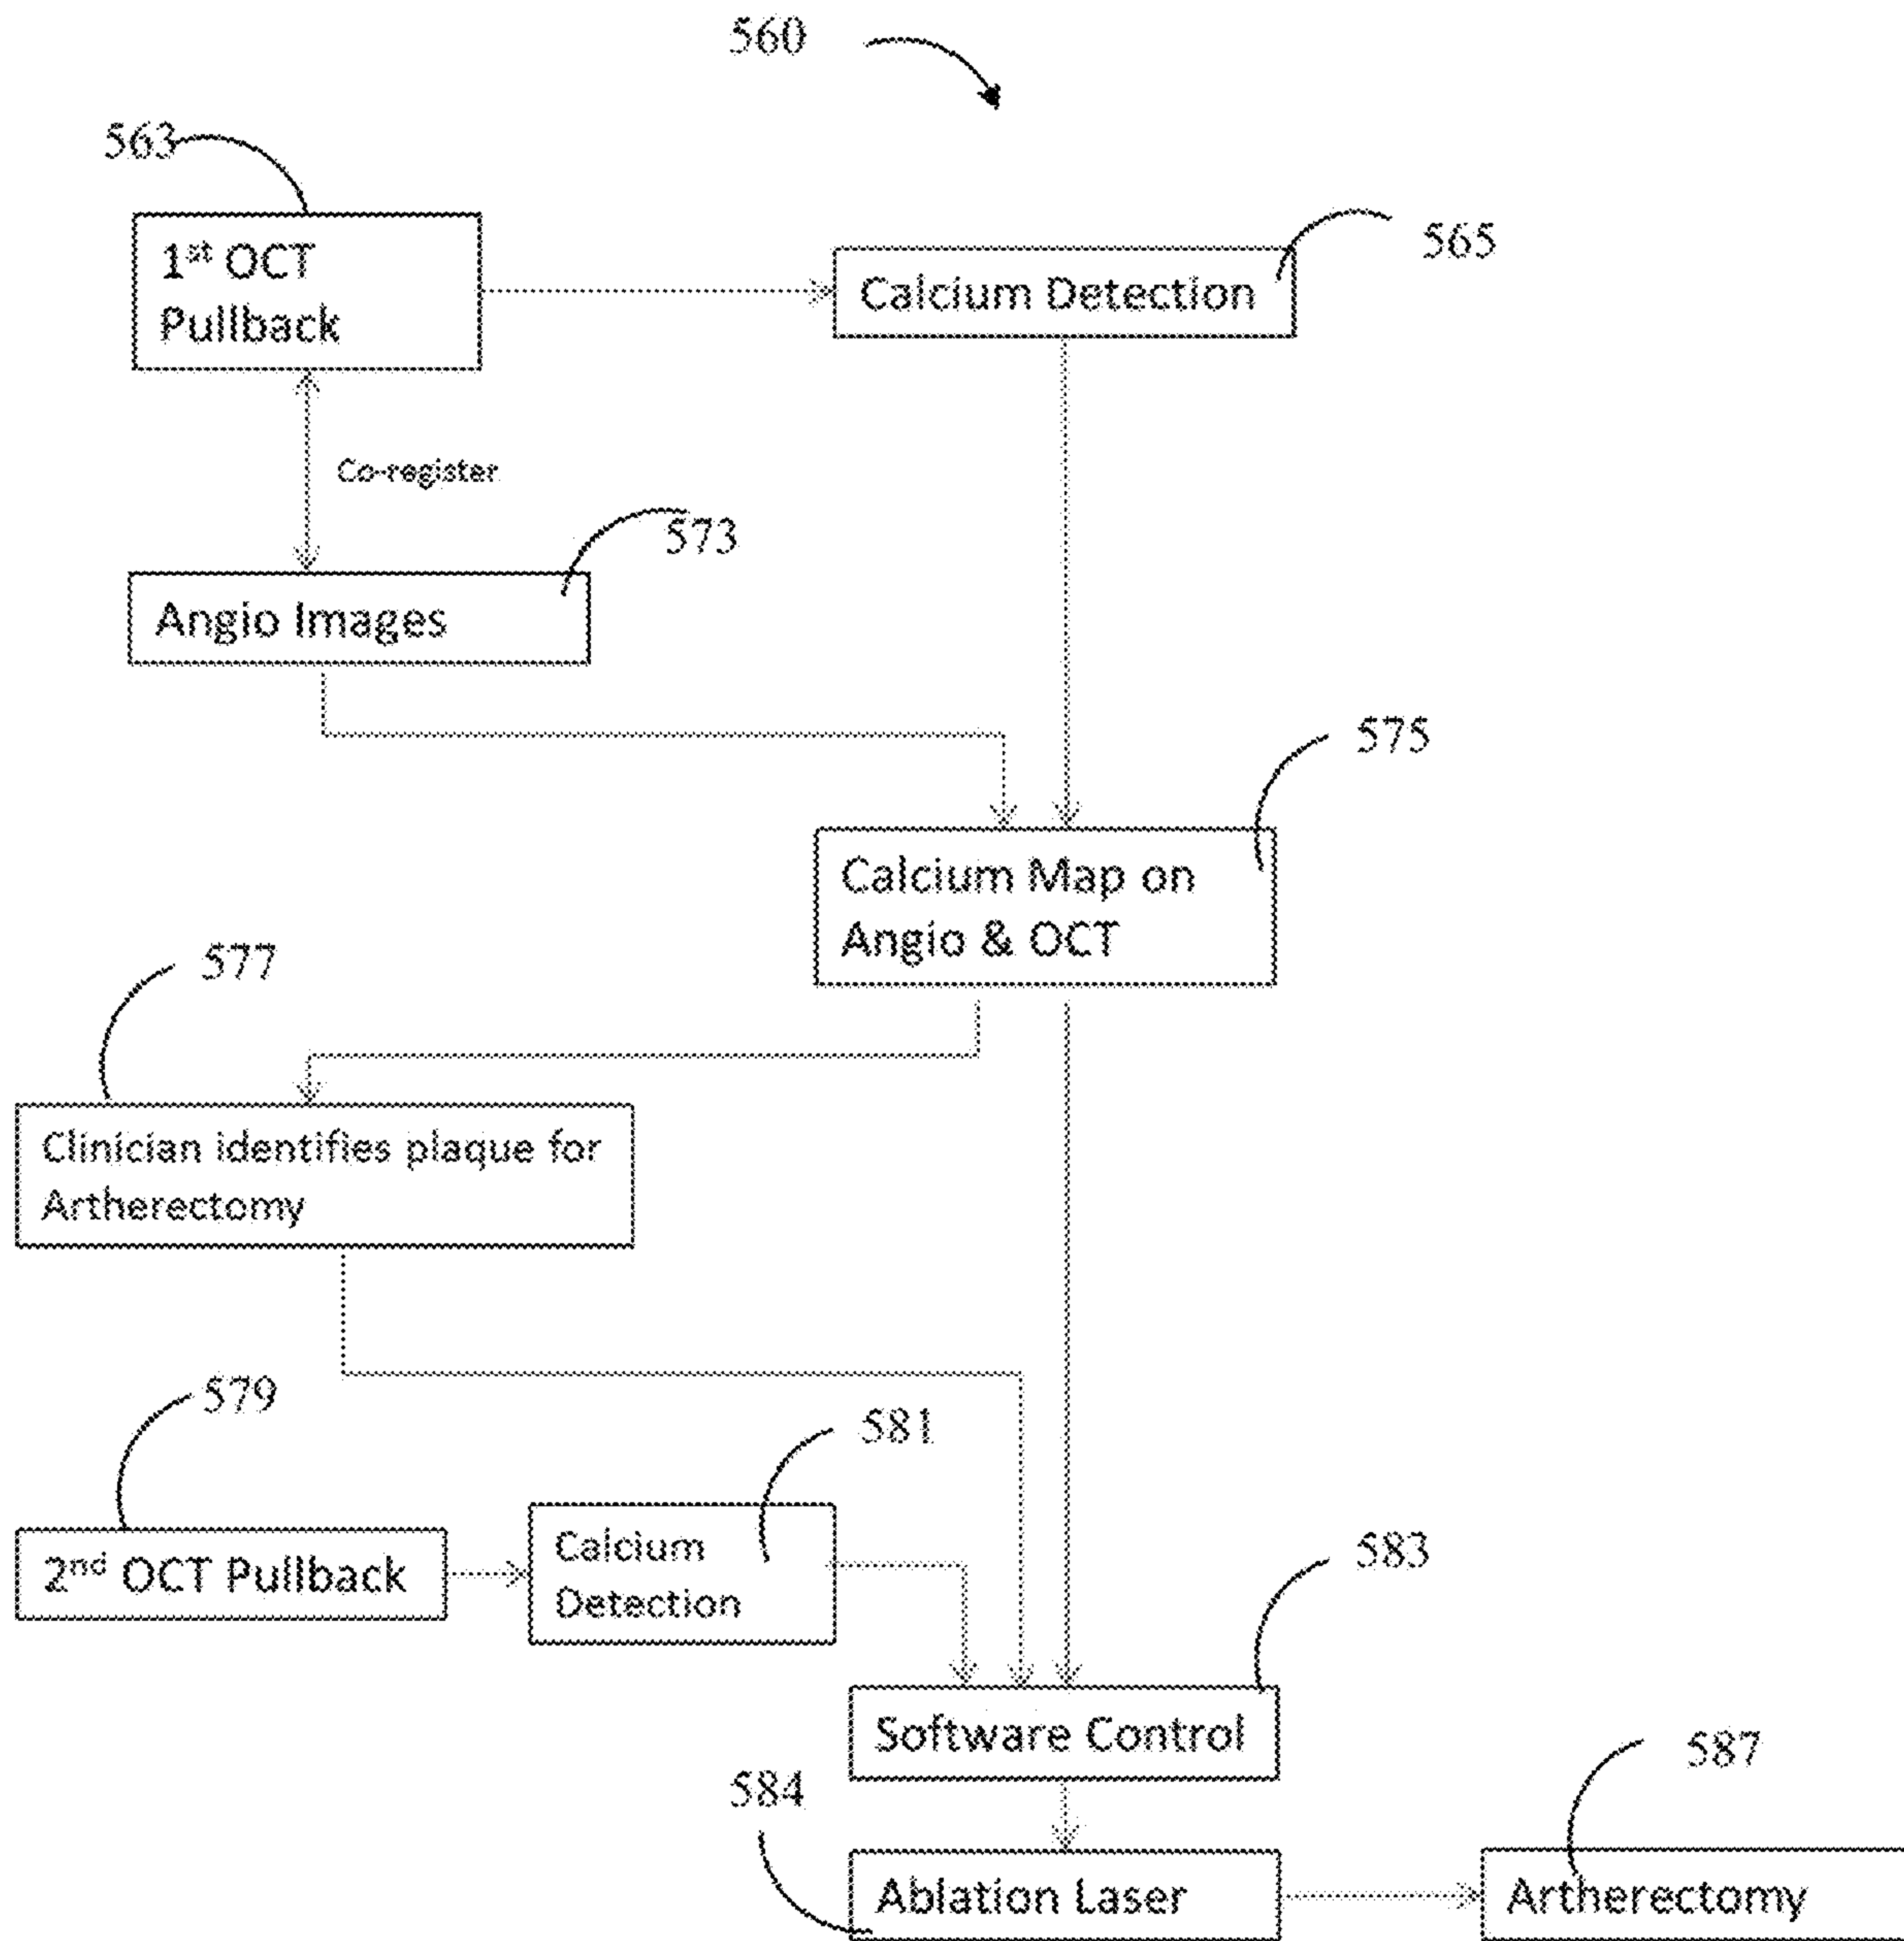 560
563
1st OCT
Pullback
565
Calcium Detection
Co-register
573
Angio Images
575
Calcium Map on
Angio & OCT
577
Clinician identifies plaque for
Artherectomy
579
2nd OCT Pullback
581
Calcium
Detection
583
Software Control
584
Ablation Laser
587
Artherectomy